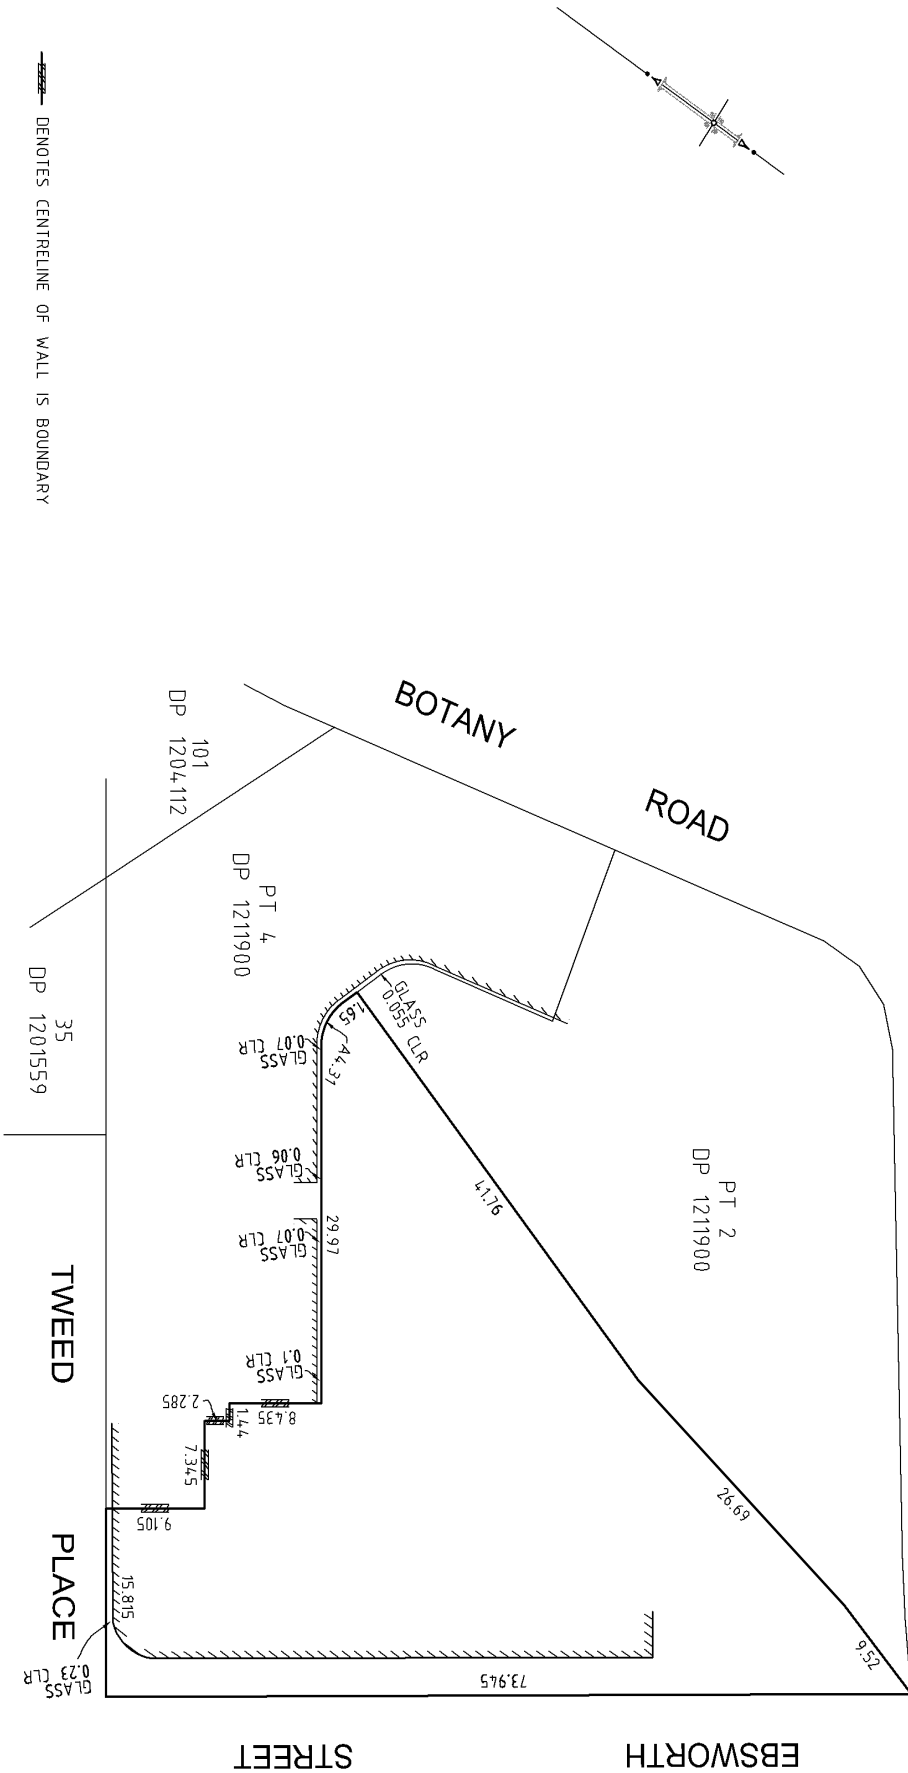 DENOTES CENTRELINE OF WALL IS BOUNDARY
BOTANY
ROAD
101
DP 1204112
PT 4
DP 1211900
35
DP 1201559
PT 2
DP 1211900
GLASS
0.055 CLR
1.65
A4.37
GLASS
0.07 CLR
GLASS
0.06 CLR
29.97
GLASS
0.07 CLR
GLASS
0.1 CLR
41.76
26.69
9.52
8.435
1.44
2.285
7.345
9.105
15.815
GLASS
0.23 CLR
73.945
TWEED
PLACE
EBSWORTH
STREET